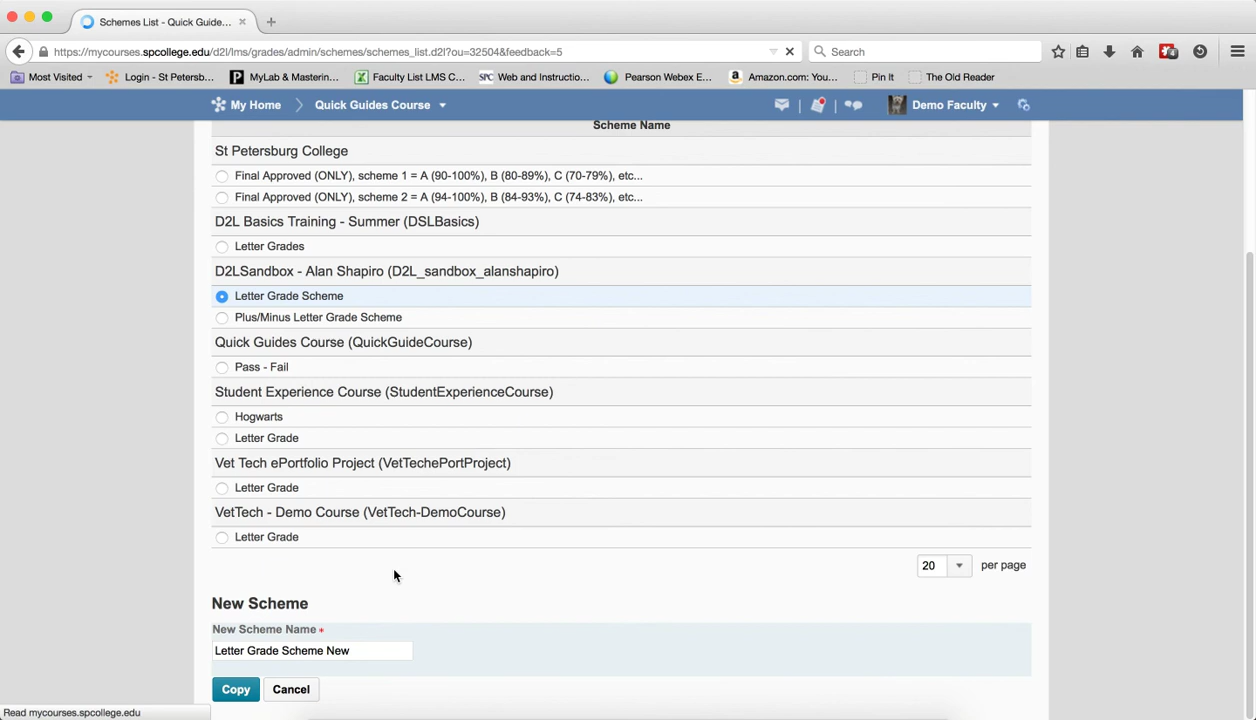 Schemes List - Quick Guide...
https://mycourses.spcollege.edu/d2l/lms/grades/admin/schemes/schemes_list.d2l?ou=32504&feedback=5
Search
Most Visited
Login - St Petersb...
MyLab & Mastering...
Faculty List LMS C...
SPC Web and Instructio...
Pearson Webex E...
Amazon.com: You...
Pin It
The Old Reader
My Home
Quick Guides Course
Demo Faculty
Scheme Name
St Petersburg College
Final Approved (ONLY), scheme 1 = A (90-100%), B (80-89%), C (70-79%), etc...
Final Approved (ONLY), scheme 2 = A (94-100%), B (84-93%), C (74-83%), etc...
D2L Basics Training - Summer (DSLBasics)
Letter Grades
D2LSandbox - Alan Shapiro (D2L_sandbox_alanshapiro)
Letter Grade Scheme
Plus/Minus Letter Grade Scheme
Quick Guides Course (QuickGuideCourse)
Pass - Fail
Student Experience Course (StudentExperienceCourse)
Hogwarts
Letter Grade
Vet Tech ePortfolio Project (VetTechePortProject)
Letter Grade
VetTech - Demo Course (VetTech-DemoCourse)
Letter Grade
20 per page
New Scheme
New Scheme Name *
Letter Grade Scheme New
Copy Cancel
Read mycourses.spcollege.edu